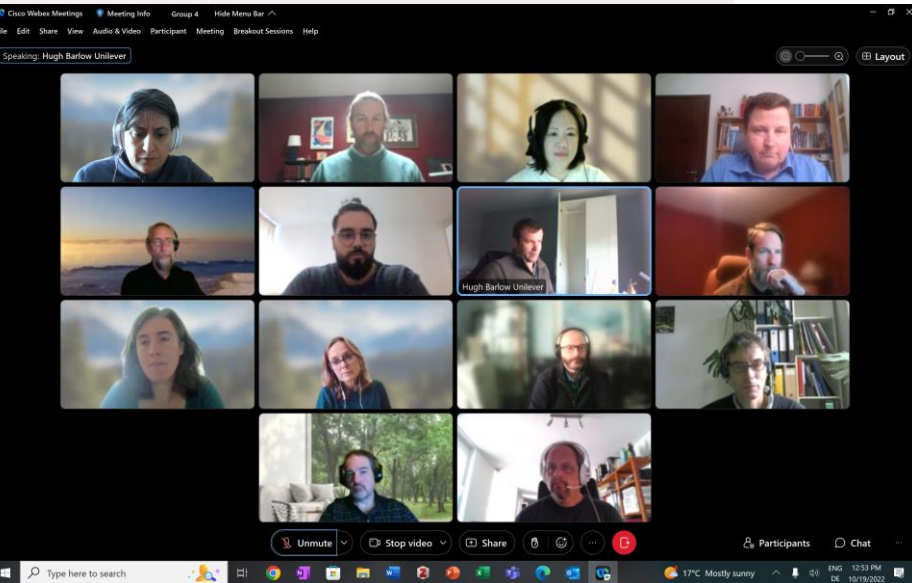 Cisco Webex Meetings Meeting Info Group 4 Hide Menu Bar
ile Edit Share View Audio & Video Participant Meeting Breakout Sessions Help
Speaking: Hugh Barlow Unilever
Layout
Hugh Barlow Unilever
Unmute Stop video Share Participants Chat
Type here to search 17°C Mostly sunny ENG 12:53 PM
DE 10/19/2022